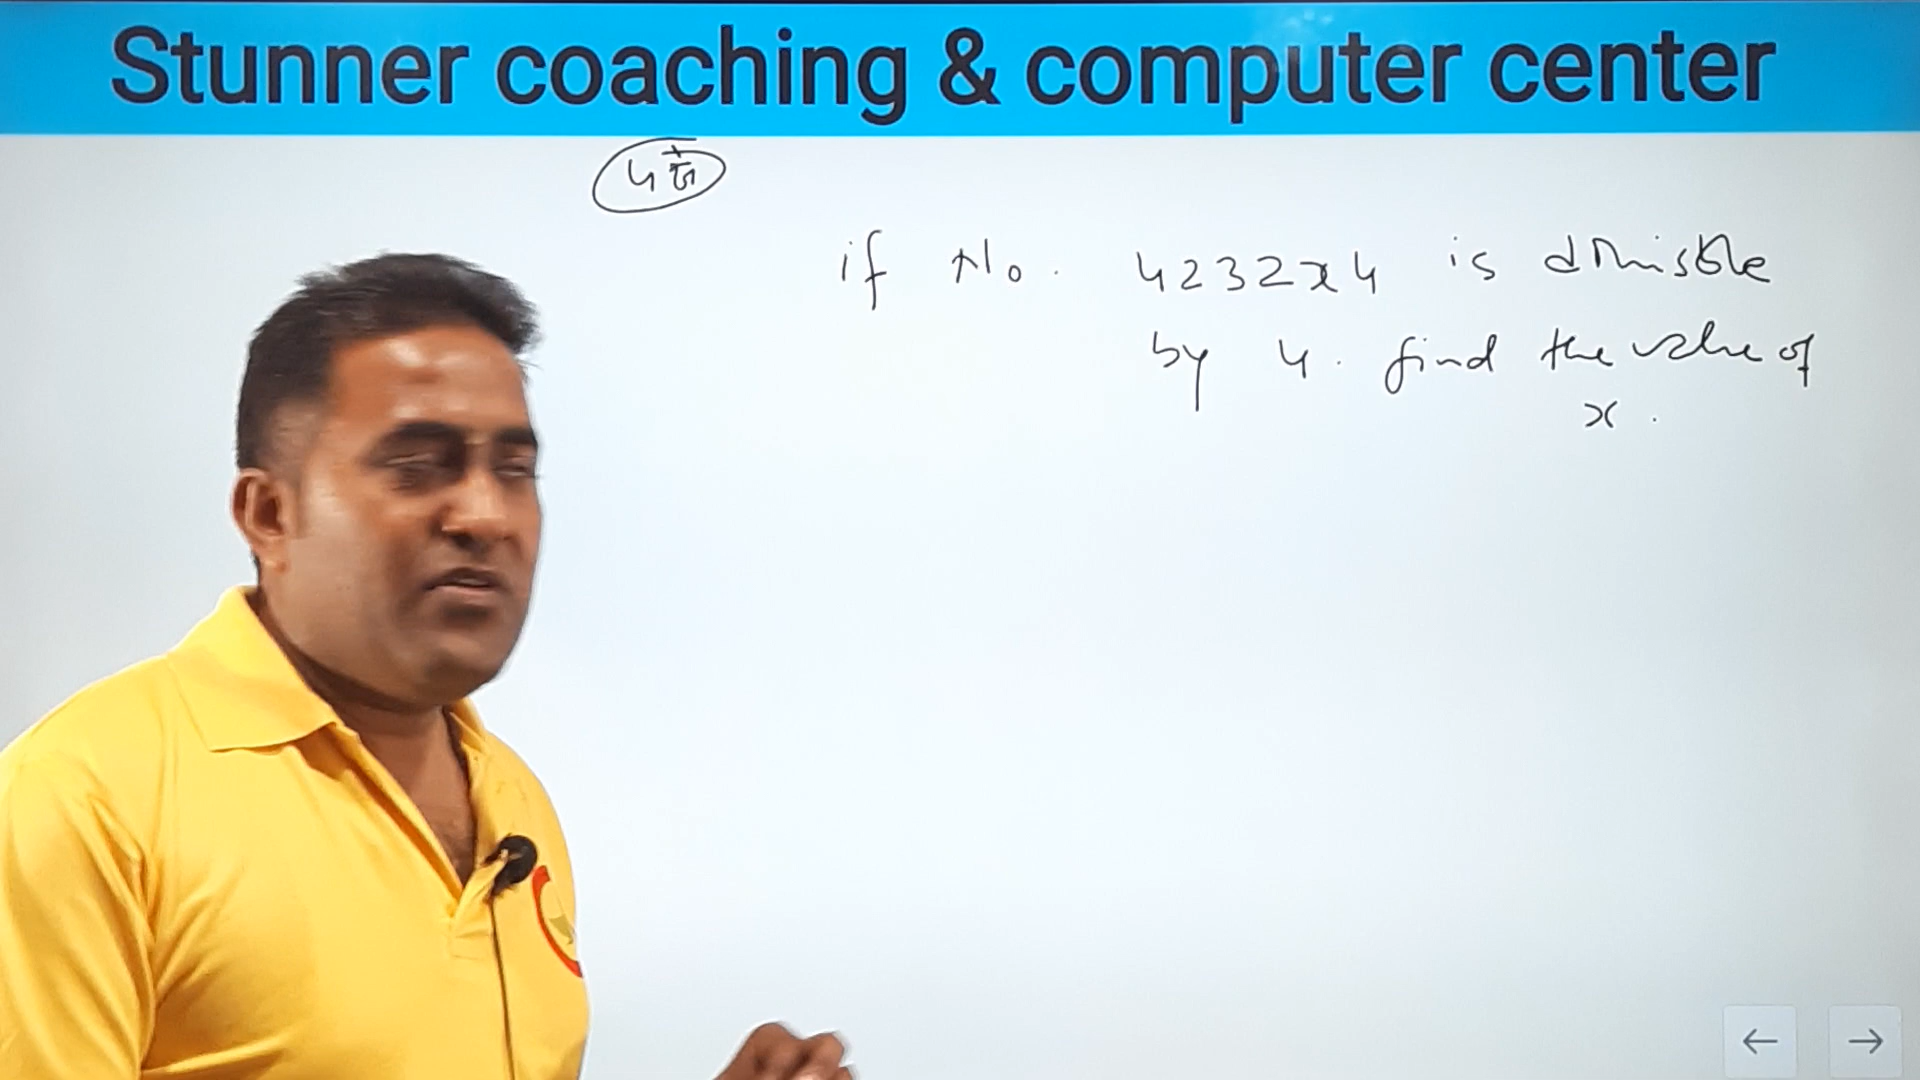 Stunner coaching & computer center
if No. 4232x4 is divisible
by 4. find the value of
x.